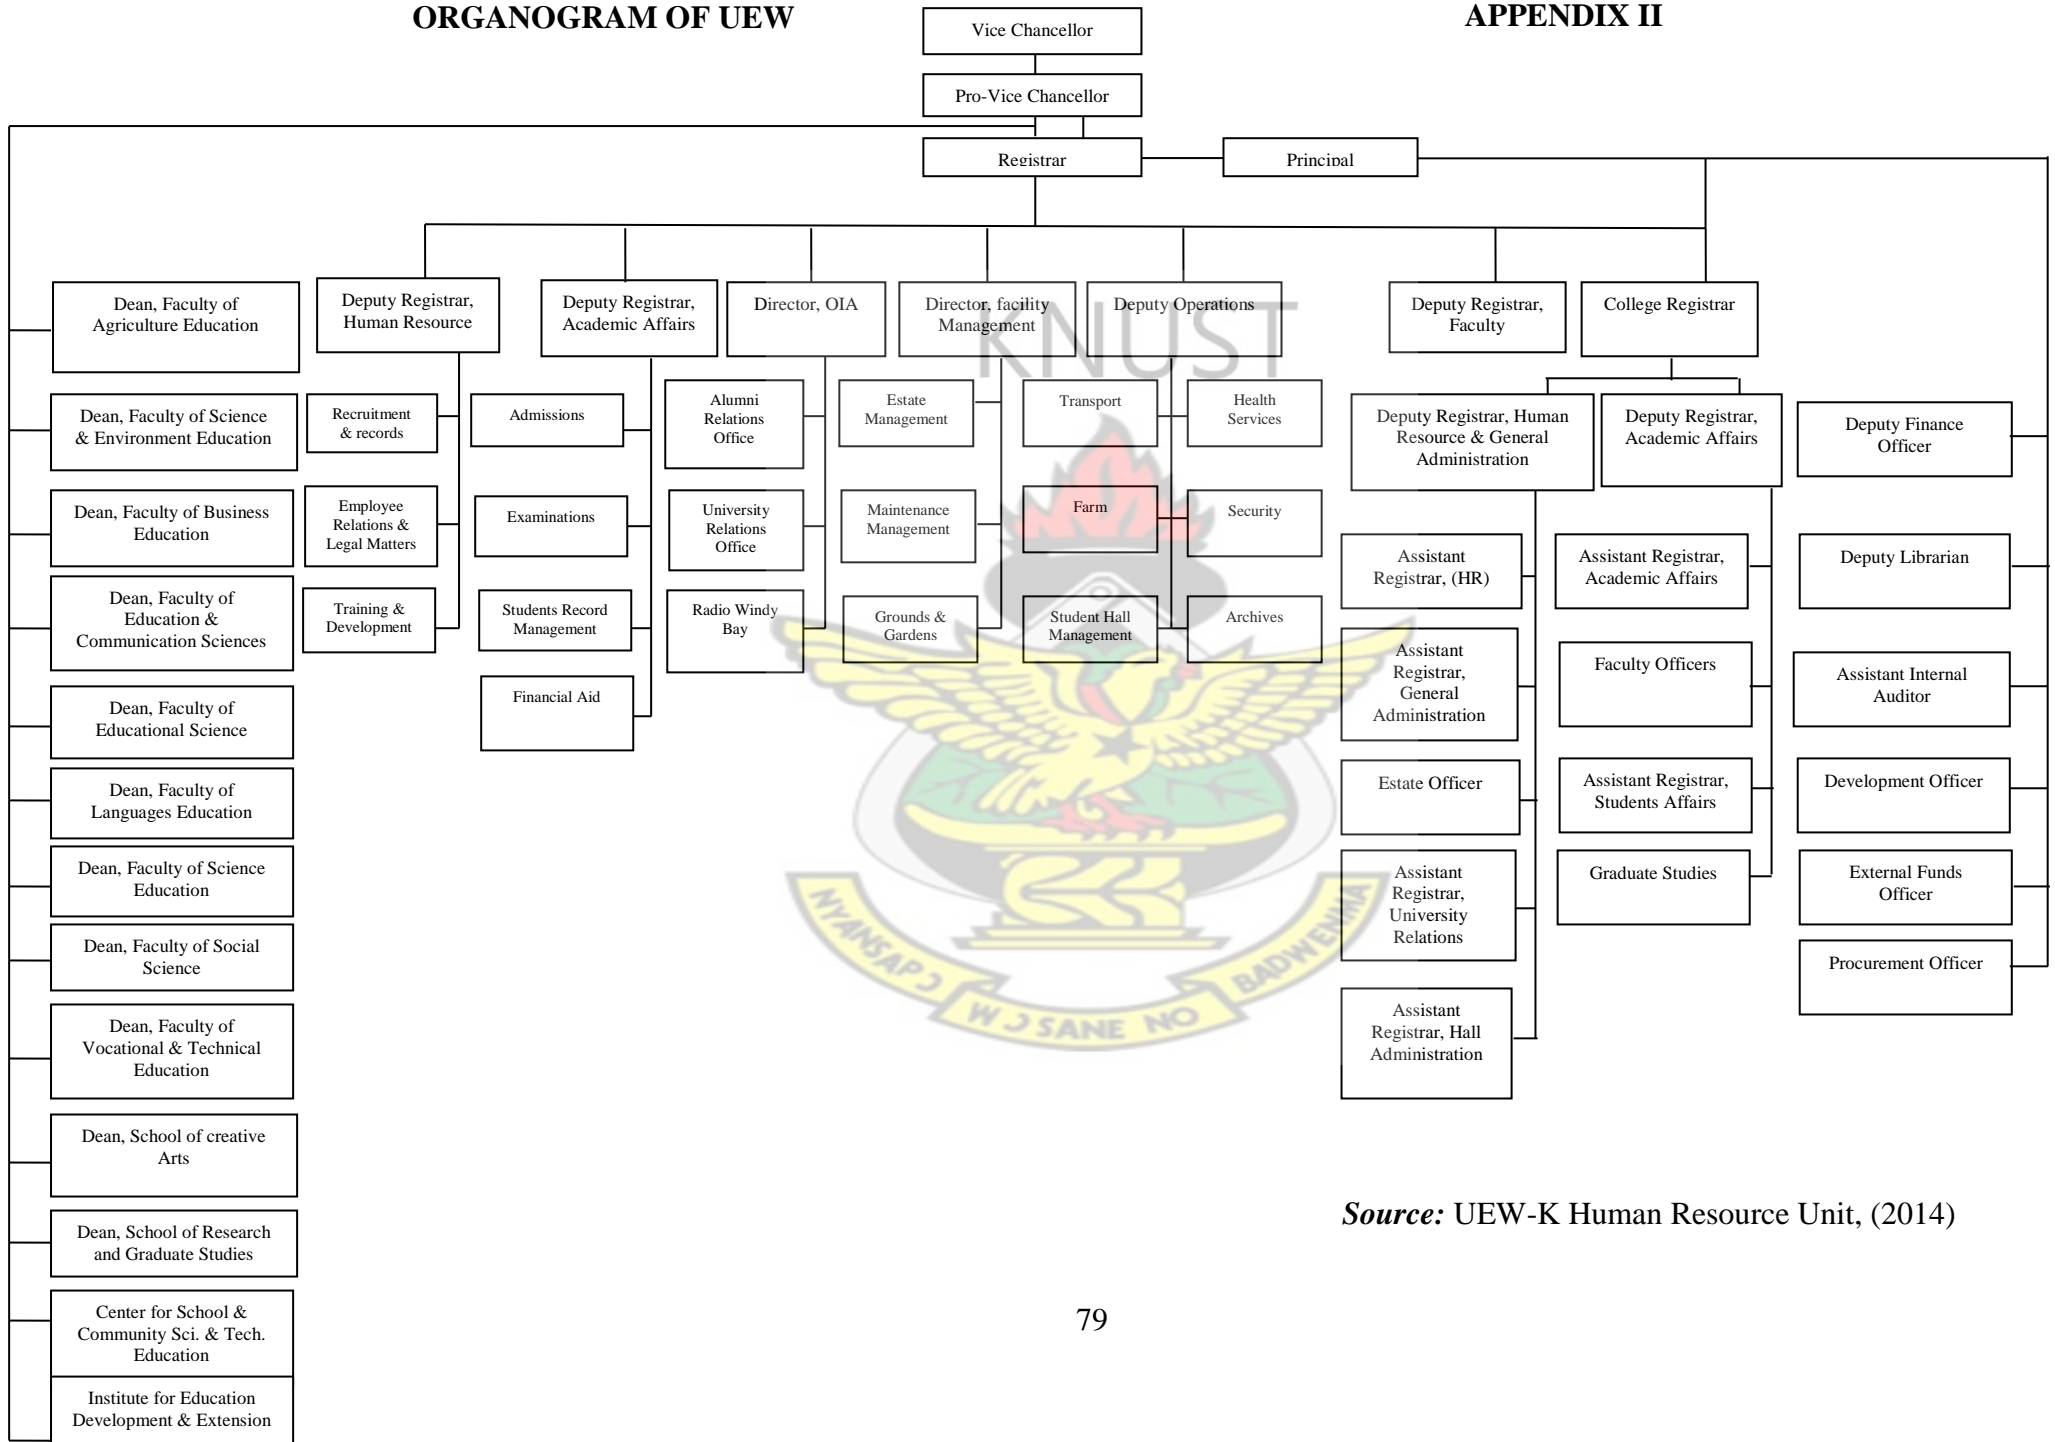 ORGANOGRAM OF UEW
APPENDIX II
Vice Chancellor
Pro-Vice Chancellor
Registrar
Principal
Dean, Faculty of
Agriculture Education
Dean, Faculty of Science
& Environment Education
Dean, Faculty of Business
Education
Dean, Faculty of
Education &
Communication Sciences
Dean, Faculty of
Educational Science
Dean, Faculty of
Languages Education
Dean, Faculty of Science
Education
Dean, Faculty of Social
Science
Dean, Faculty of
Vocational & Technical
Education
Dean, School of creative
Arts
Dean, School of Research
and Graduate Studies
Center for School &
Community Sci. & Tech.
Education
Institute for Education
Development & Extension
Deputy Registrar,
Human Resource
Recruitment
& records
Employee
Relations &
Legal Matters
Training &
Development
Deputy Registrar,
Academic Affairs
Admissions
Examinations
Students Record
Management
Financial Aid
Director, OIA
Alumni
Relations
Office
University
Relations
Office
Radio Windy
Bay
Director, facility
Management
Estate
Management
Maintenance
Management
Grounds &
Gardens
Deputy Operations
Transport
Farm
Student Hall
Management
Health
Services
Security
Archives
Deputy Registrar,
Faculty
College Registrar
Deputy Registrar, Human
Resource & General
Administration
Assistant
Registrar, (HR)
Assistant
Registrar,
General
Administration
Estate Officer
Assistant
Registrar,
University
Relations
Assistant
Registrar, Hall
Administration
Deputy Registrar,
Academic Affairs
Assistant Registrar,
Academic Affairs
Faculty Officers
Assistant Registrar,
Students Affairs
Graduate Studies
Deputy Finance
Officer
Deputy Librarian
Assistant Internal
Auditor
Development Officer
External Funds
Officer
Procurement Officer
KNUST
NYANSAPƆ WƆ SANE NO BADWENMA
Source: UEW-K Human Resource Unit, (2014)
79